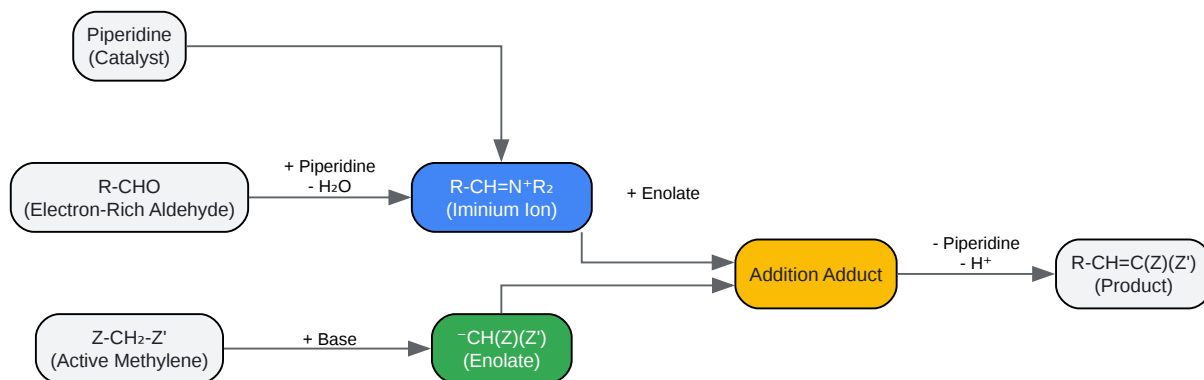 Piperidine
(Catalyst)
R-CHO
(Electron-Rich Aldehyde)
+ Piperidine
- H₂O
R-CH=N⁺R₂
(Iminium Ion)
+ Enolate
Z-CH₂-Z'
(Active Methylene)
+ Base
⁻CH(Z)(Z')
(Enolate)
Addition Adduct
- Piperidine
- H⁺
R-CH=C(Z)(Z')
(Product)